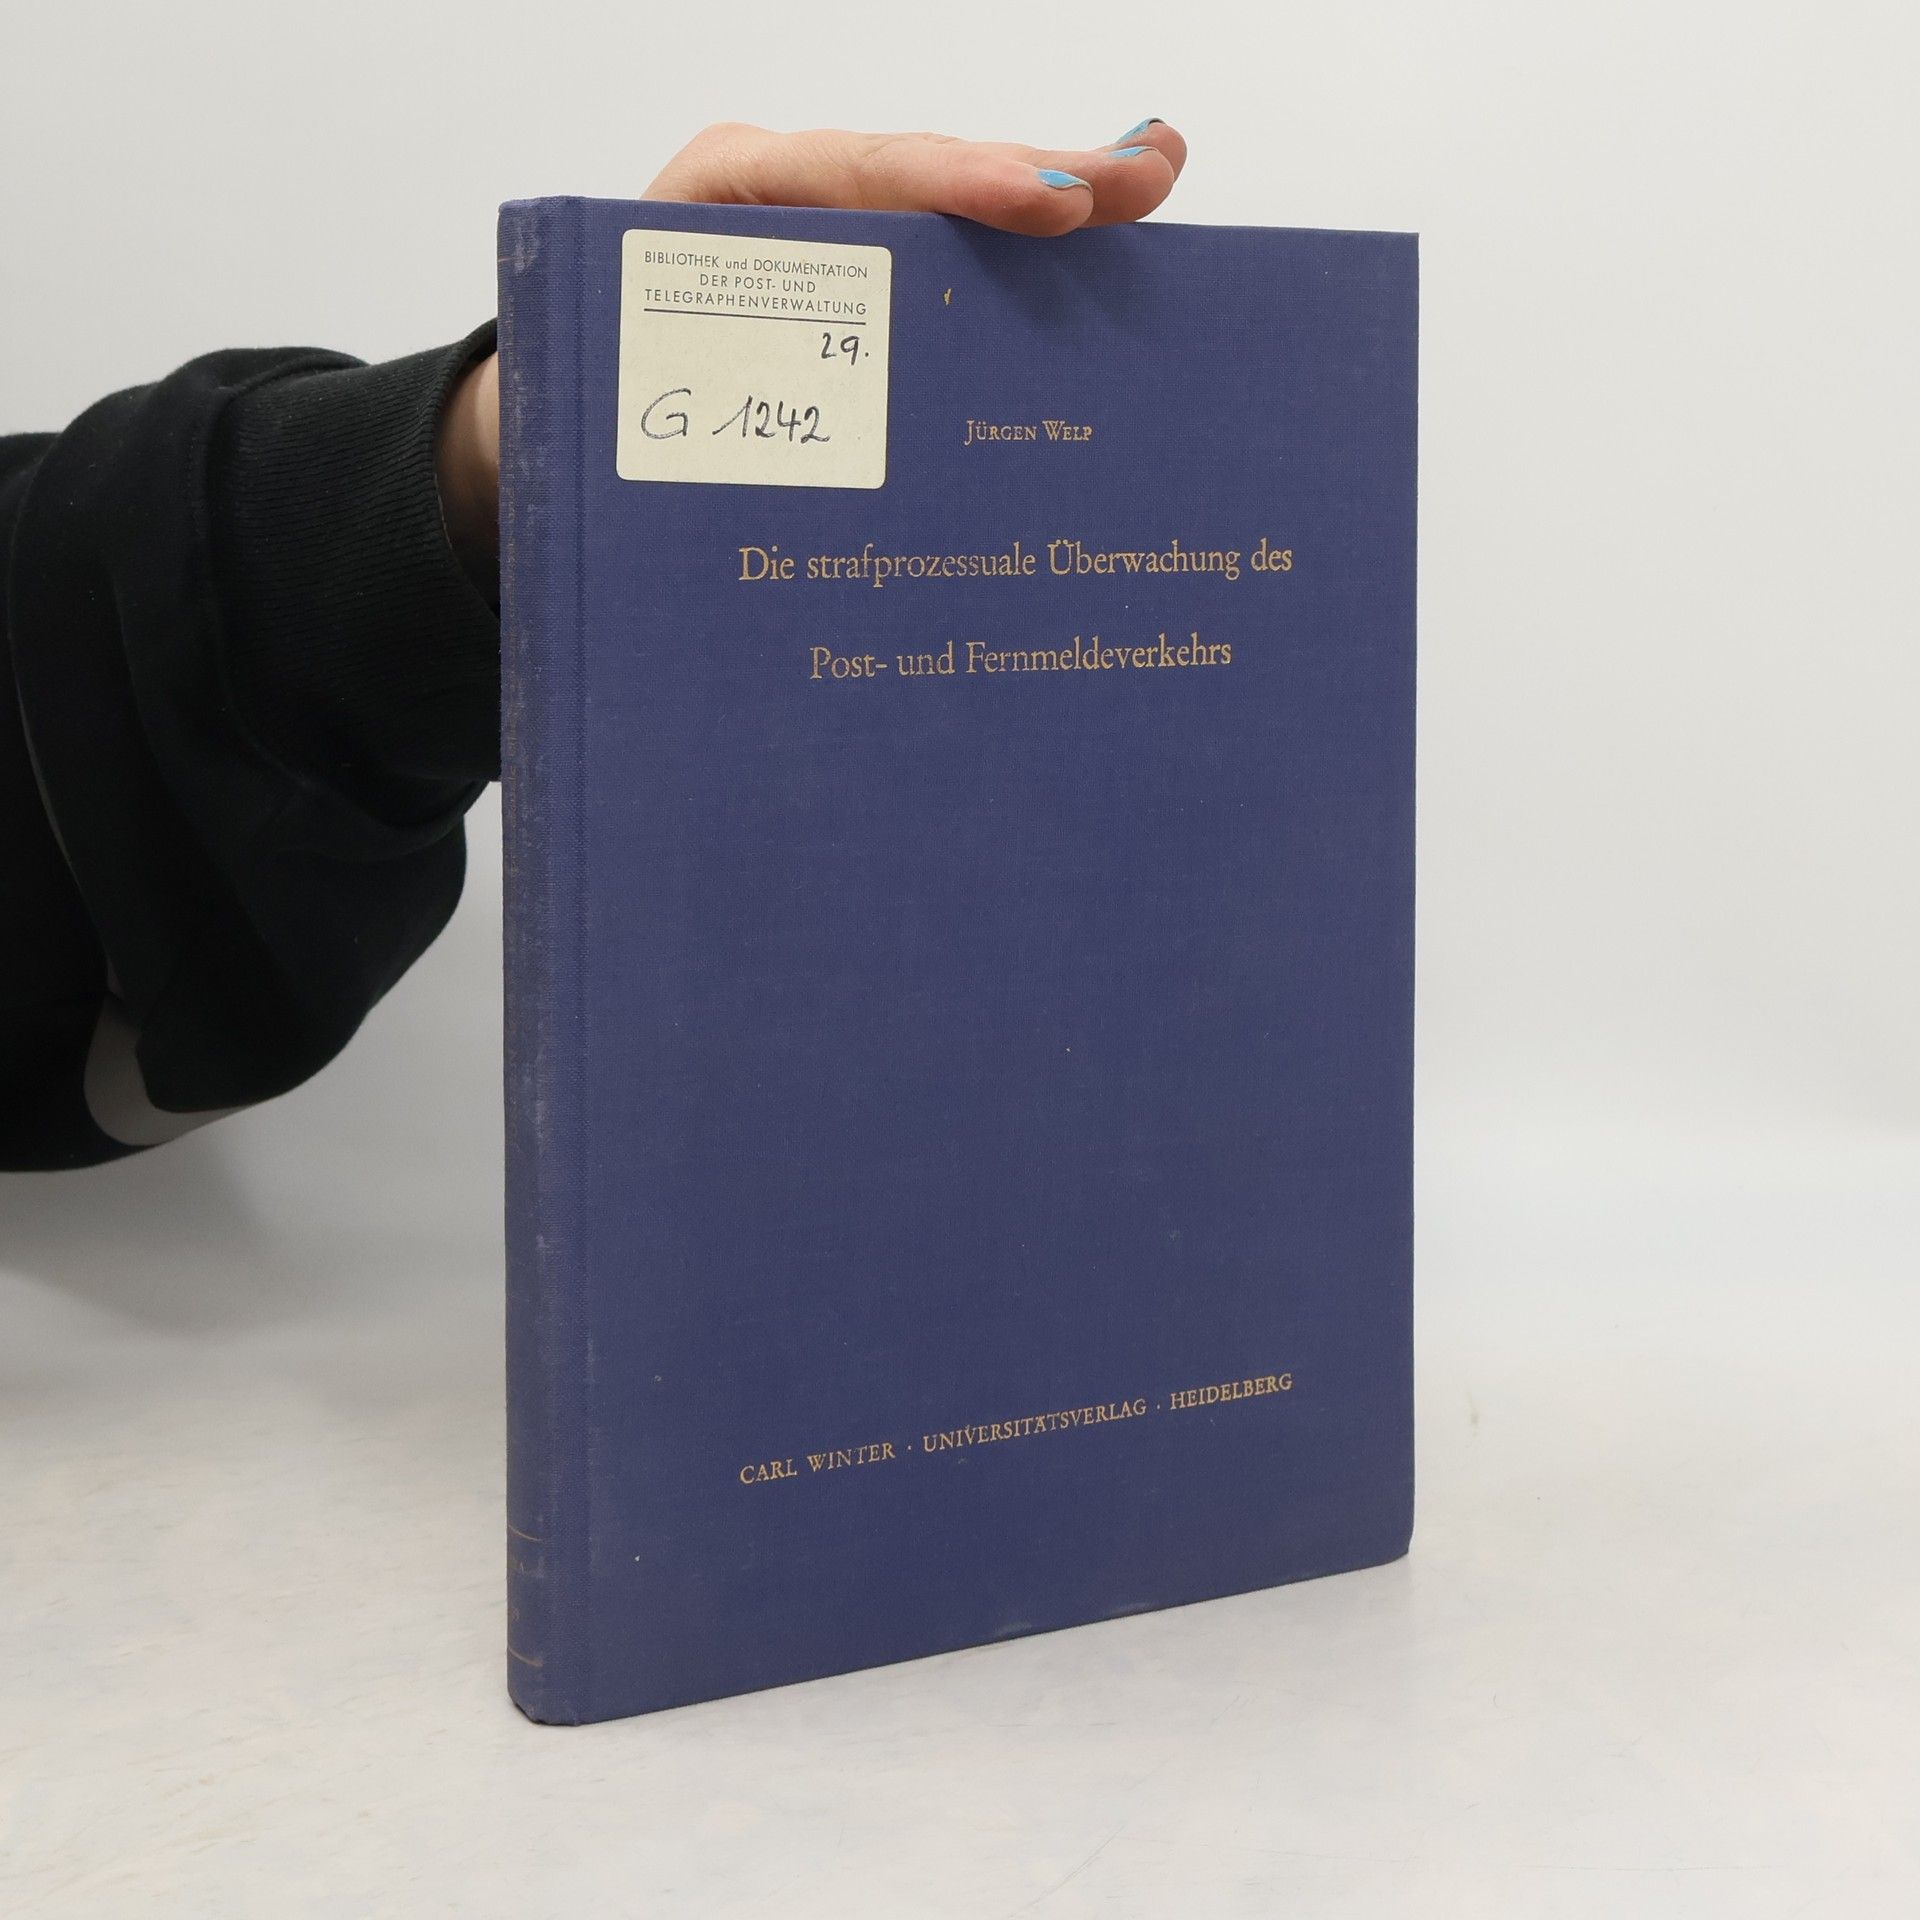 BIBLIOTHEK und DOKUMENTATION
DER POST- UND
TELEGRAPHENVERWALTUNG
29.
G 1242
JÜRGEN WELP
Die strafprozessuale Überwachung des
Post- und Fernmeldeverkehrs
CARL WINTER · UNIVERSITÄTSVERLAG · HEIDELBERG